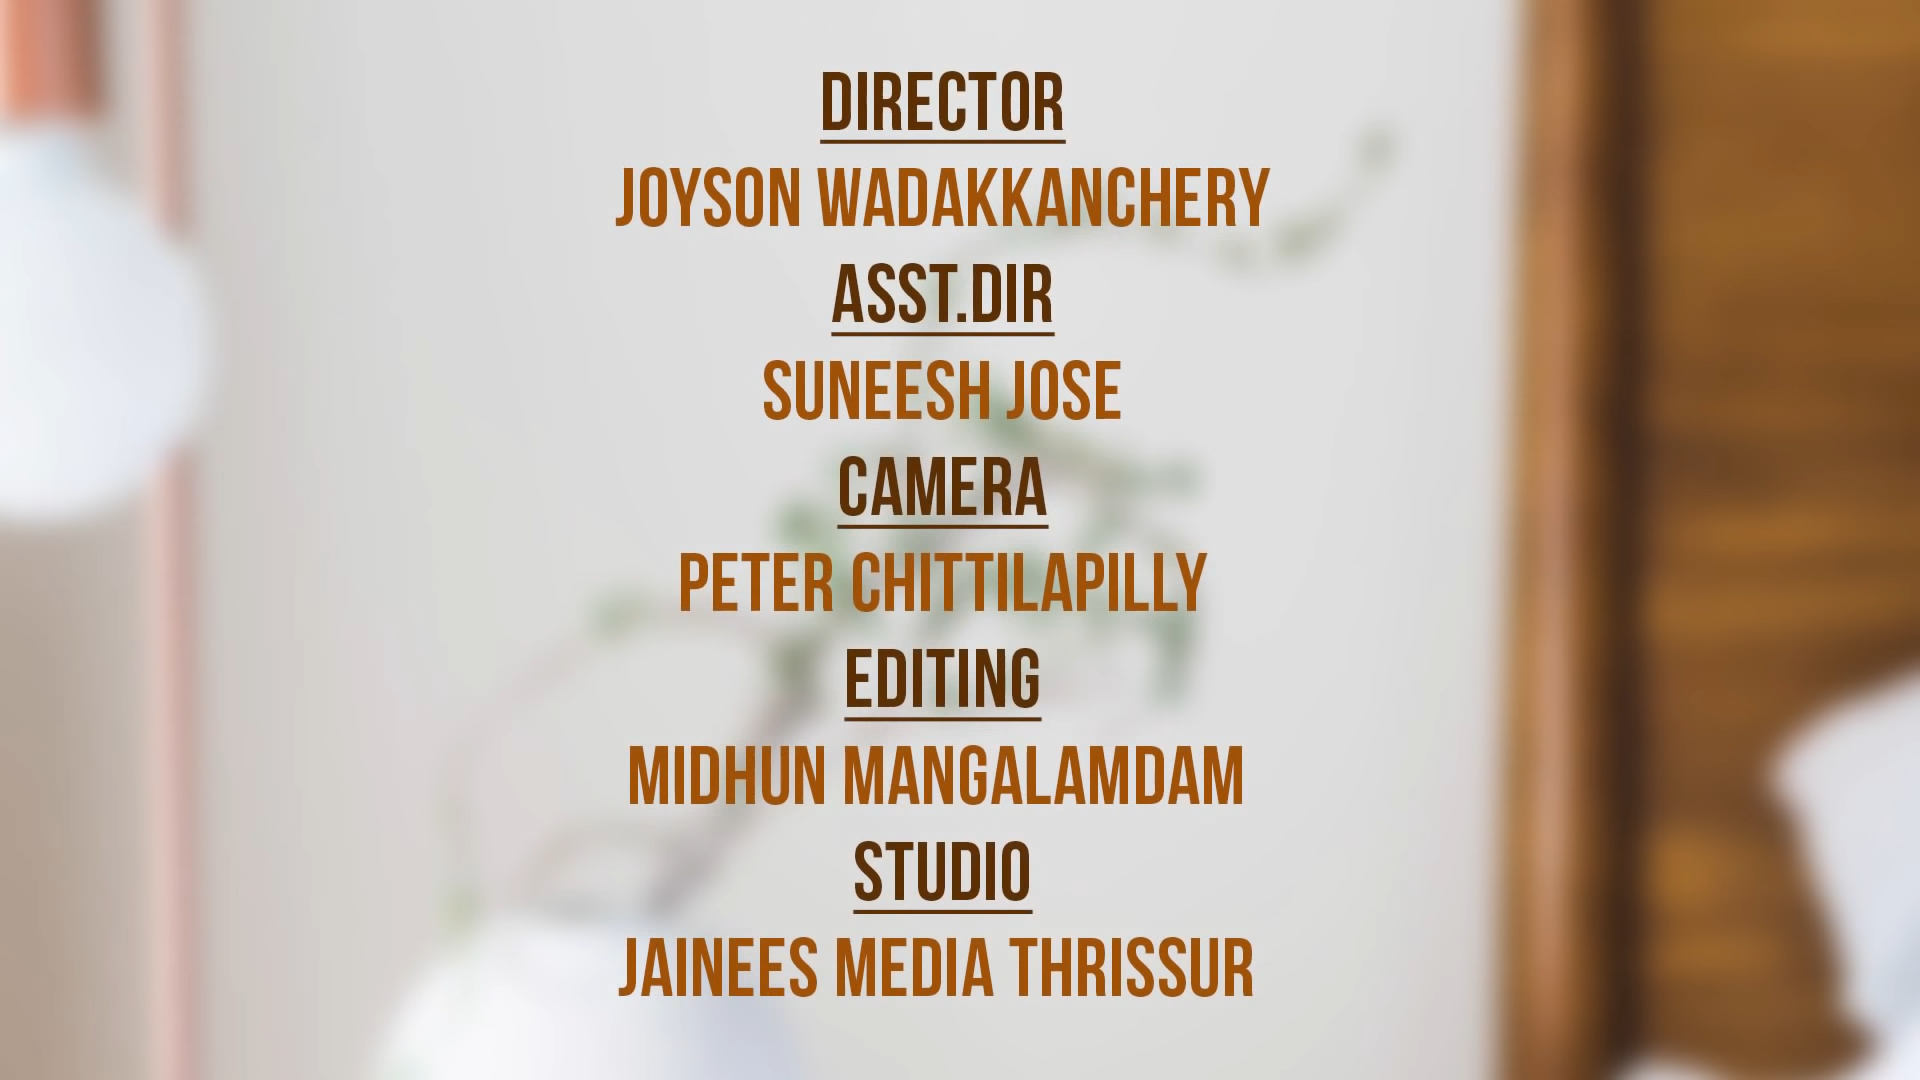 DIRECTOR
JOYSON WADAKKANCHERY
ASST.DIR
SUNEESH JOSE
CAMERA
PETER CHITTILAPILLY
EDITING
MIDHUN MANGALAMDAM
STUDIO
JAINEES MEDIA THRISSUR